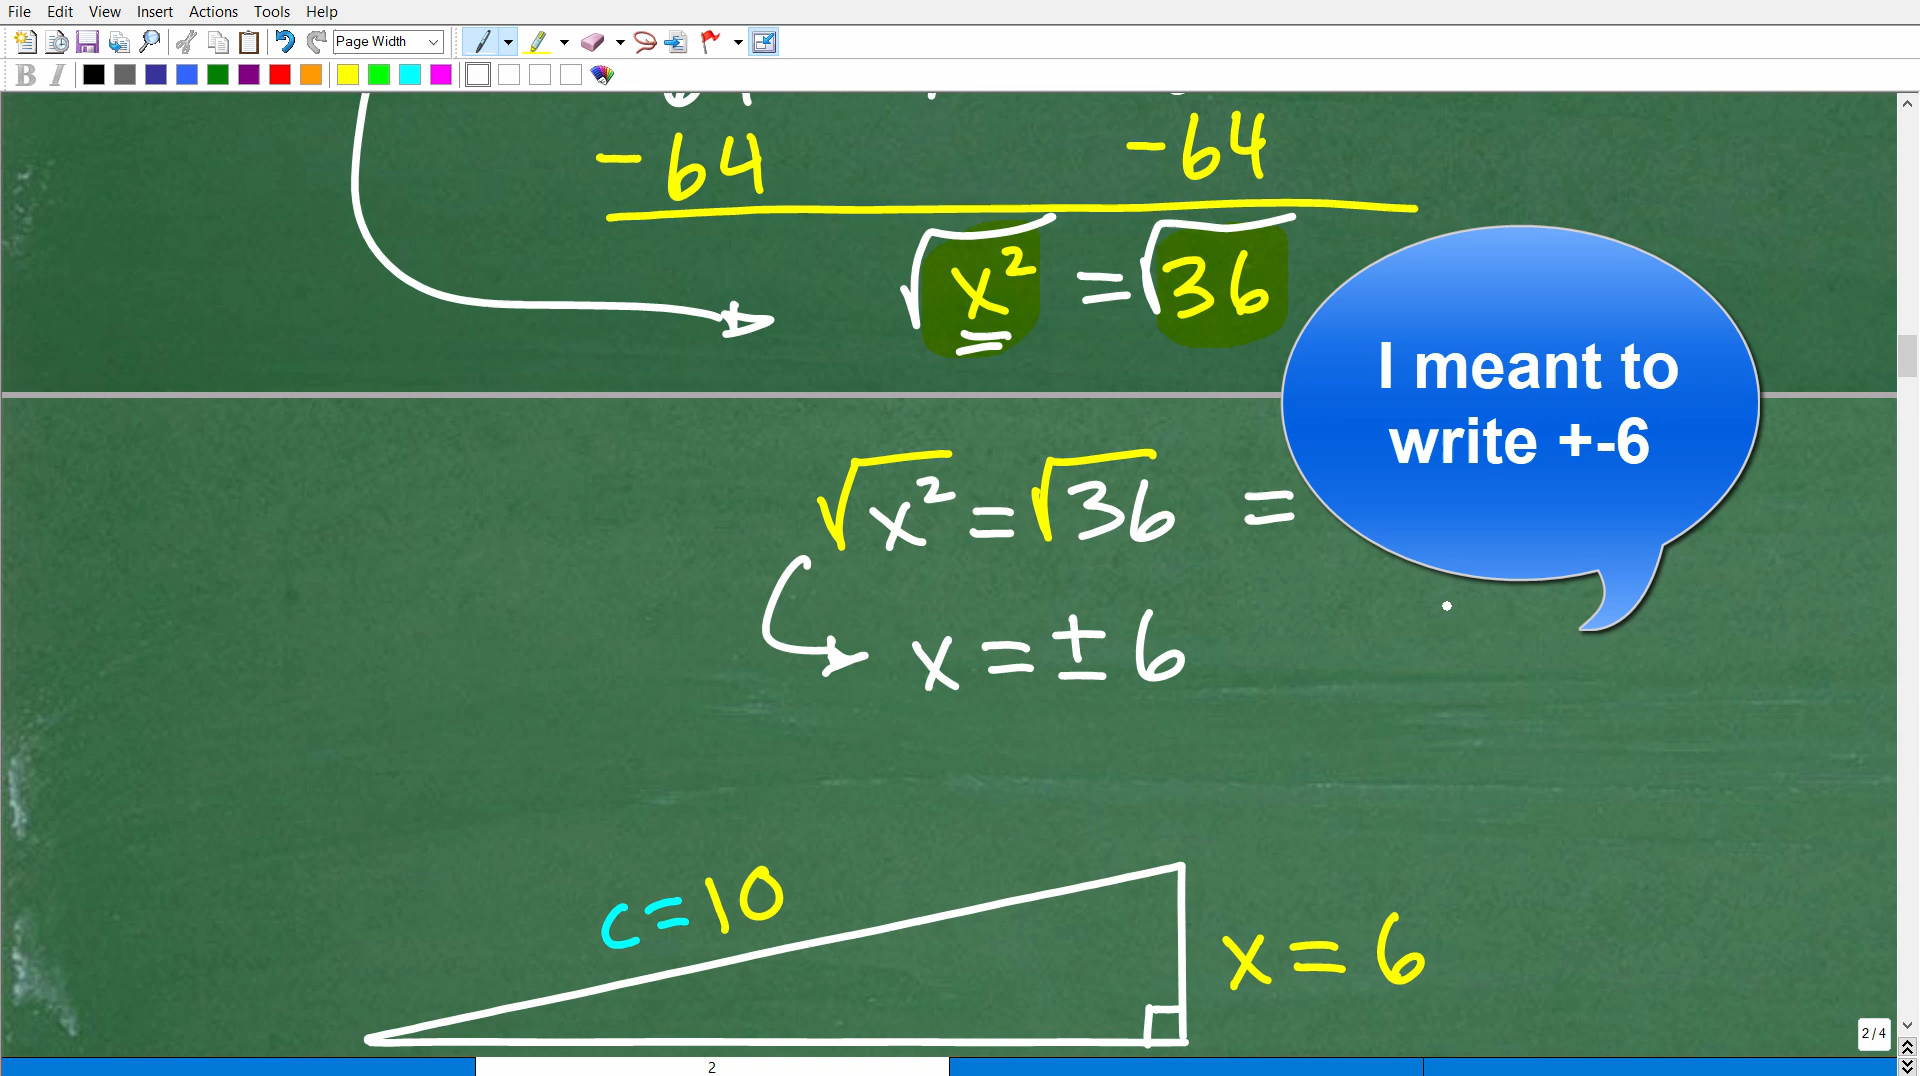 File Edit View Insert Actions Tools Help
Page Width
B I
-64 -64
√x² = √36
I meant to
write +-6
√x² = √36 =
x = ± 6
c = 10
x = 6
2 / 4
2